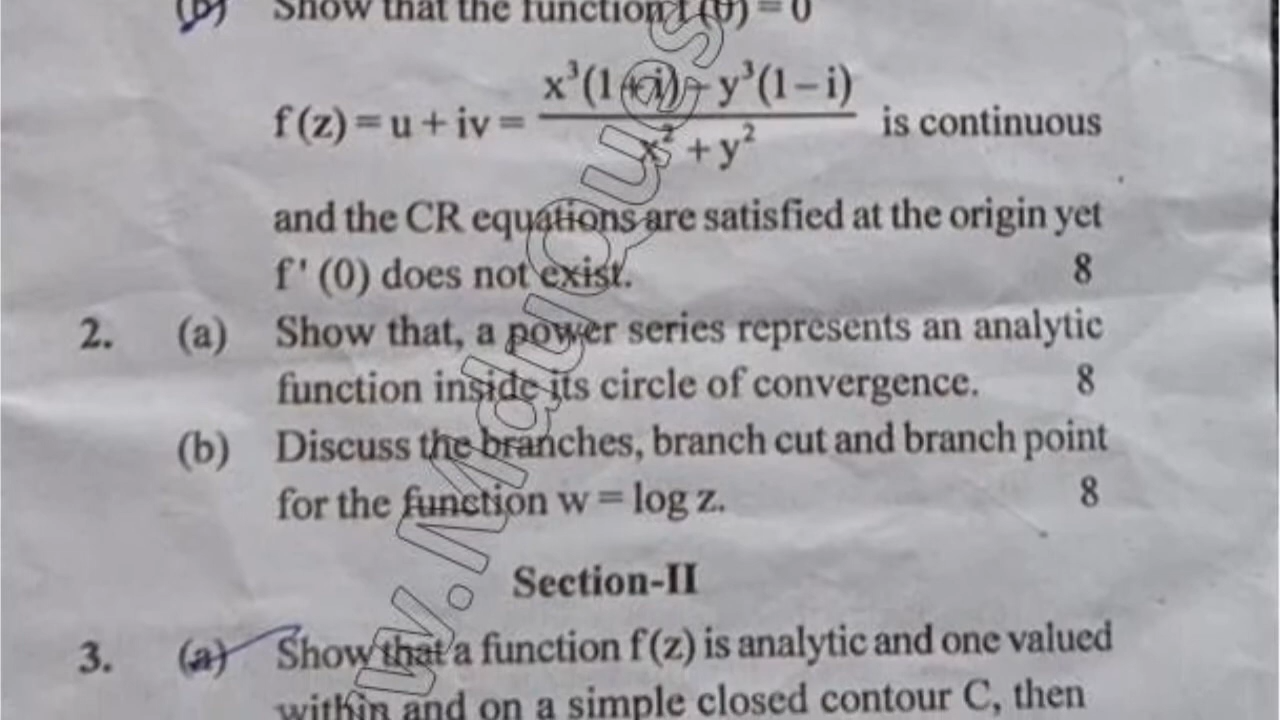 (b) Show that the function f (0) = 0
f (z) = u + iv = x³(1+i) – y³(1 – i) / x² + y² is continuous
and the CR equations are satisfied at the origin yet
f ' (0) does not exist. 8
2. (a) Show that, a power series represents an analytic
function inside its circle of convergence. 8
(b) Discuss the branches, branch cut and branch point
for the function w = log z. 8
Section-II
3. (a) Show that a function f (z) is analytic and one valued
within and on a simple closed contour C, then
w.MduQues